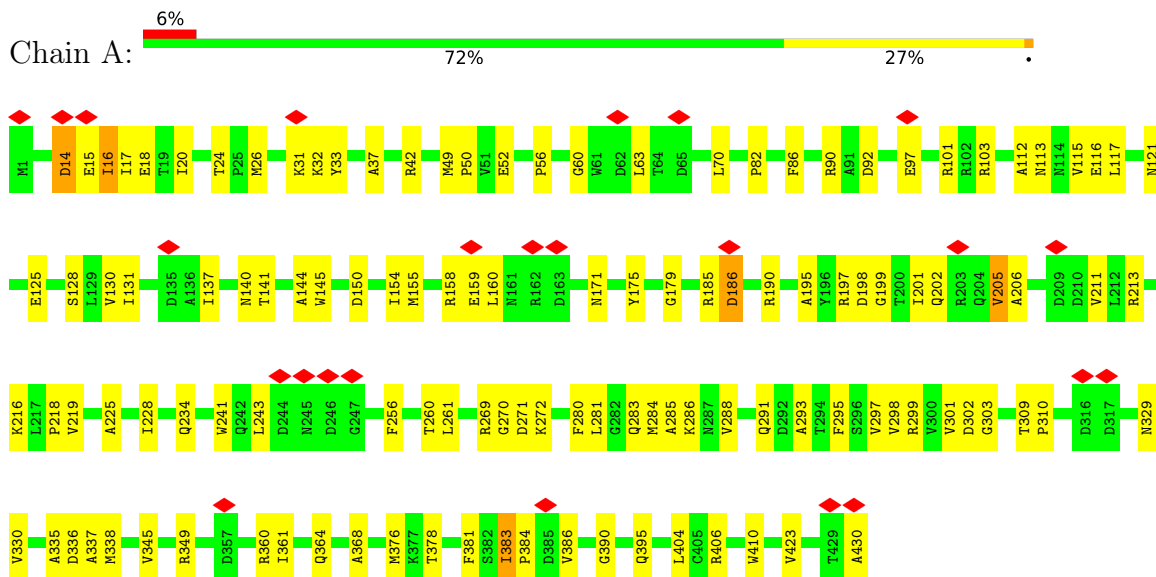 6%
Chain A:
72% 27% •
M1 D14 E15 I16 I17 E18 T19 I20 T24 P25 M26 K31 K32 Y33 A37 R42 M49 P50 V51 E52 P56 G60 W61 D62 L63 T64 D65 L70 P82 F86 R90 A91 D92 E97 R101 R102 R103 A112 N113 N114 V115 E116 L117 N121
E125 S128 L129 V130 I131 D135 A136 I137 N140 T141 A144 W145 D150 I154 M155 R158 E159 L160 N161 R162 D163 N171 Y175 G179 R185 D186 R190 A195 Y196 R197 D198 G199 T200 I201 Q202 R203 Q204 V205 A206 D209 D210 V211 L212 R213
K216 L217 P218 V219 A225 I228 Q234 W241 Q242 L243 D244 N245 D246 G247 F256 T260 L261 R269 G270 D271 K272 F280 L281 G282 Q283 M284 A285 K286 N287 V288 Q291 D292 A293 T294 F295 S296 V297 V298 R299 V300 V301 D302 G303 T309 P310 D316 D317 N329
V330 A335 D336 A337 M338 V345 R349 D357 R360 I361 Q364 A368 M376 K377 T378 F381 S382 I383 P384 D385 V386 G390 Q395 L404 C405 R406 W410 V423 T429 A430